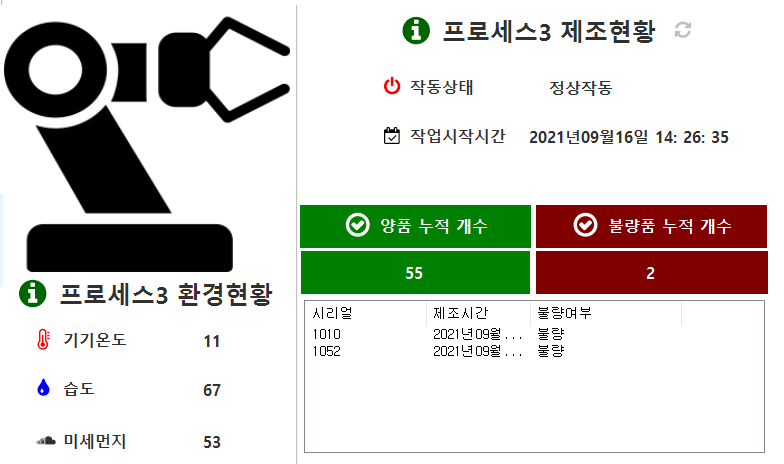 프로세스3 제조현황
작동상태 정상작동
작업시작시간 2021년09월16일 14: 26: 35
양품 누적 개수 불량품 누적 개수
55 2
시리얼 제조시간 불량여부
1010 2021년09월... 불량
1052 2021년09월... 불량
프로세스3 환경현황
기기온도 11
습도 67
미세먼지 53